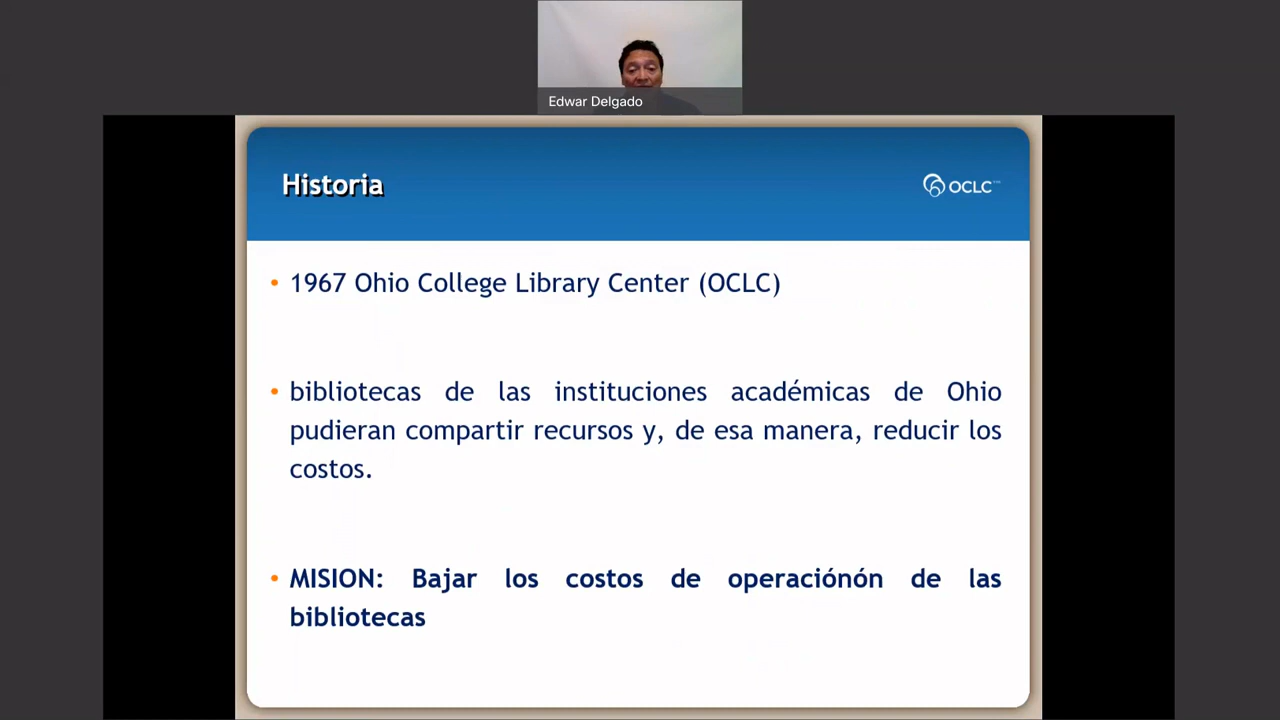 Edwar Delgado
Historia
OCLC™
• 1967 Ohio College Library Center (OCLC)
• bibliotecas de las instituciones académicas de Ohio
pudieran compartir recursos y, de esa manera, reducir los
costos.
• MISION: Bajar los costos de operaciónón de las
bibliotecas